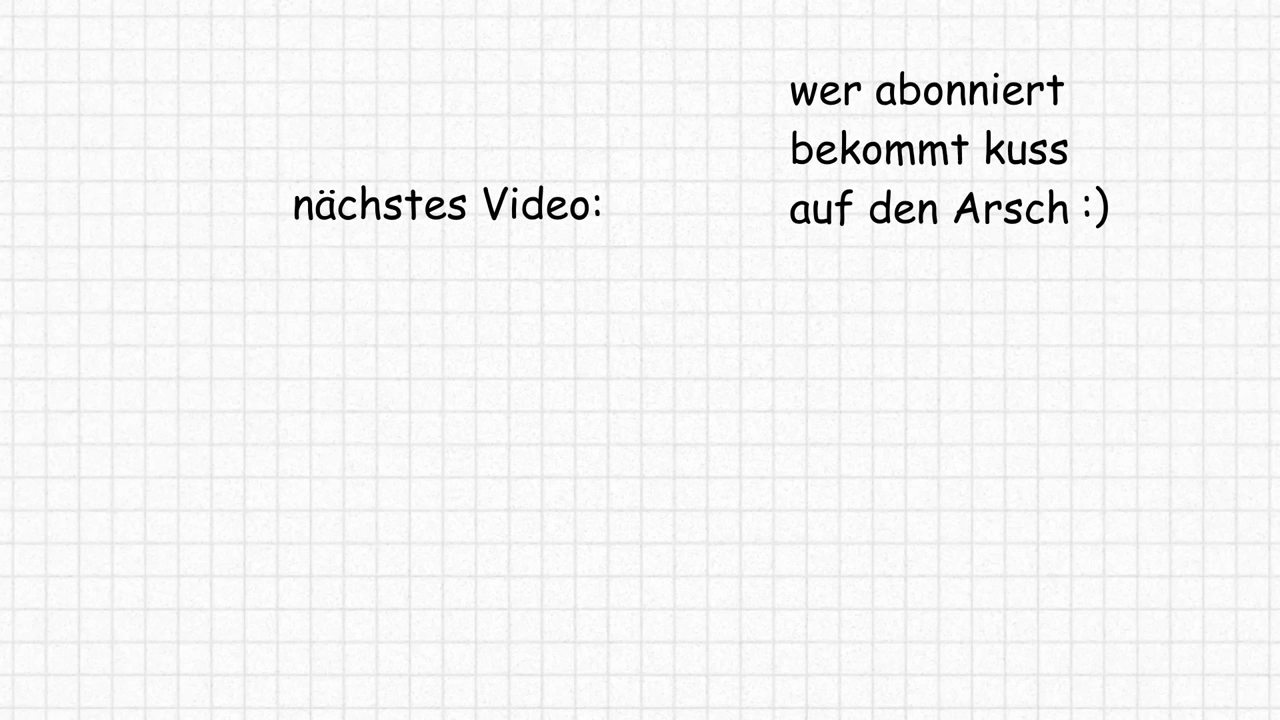 nächstes Video:
wer abonniert
bekommt kuss
auf den Arsch :)